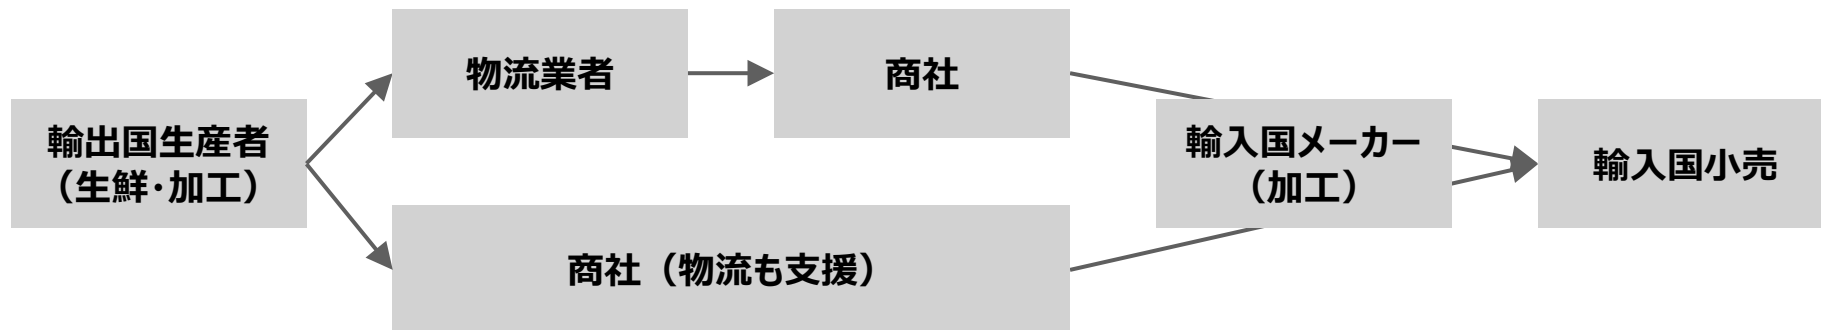 輸出国生産者
（生鮮・加工）
物流業者
商社
商社（物流も支援）
輸入国メーカー
（加工）
輸入国小売